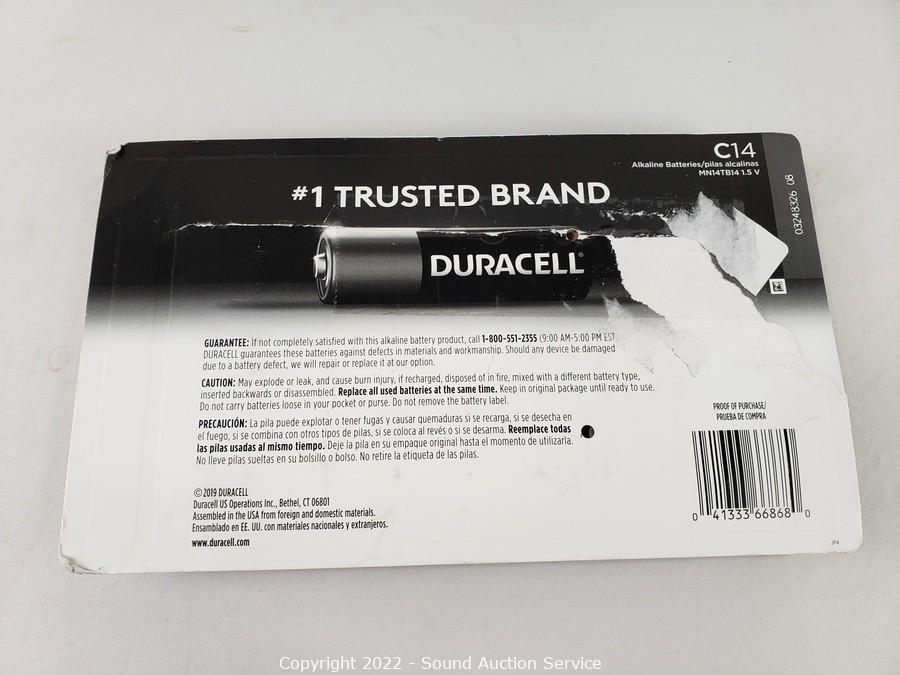 C14
Alkaline Batteries/pilas alcalinas
MN14TB14 1.5 V
03248326 08
#1 TRUSTED BRAND
DURACELL®
GUARANTEE: If not completely satisfied with this alkaline battery product, call 1-800-551-2355 (9:00 AM-5:00 PM EST
DURACELL guarantees these batteries against defects in materials and workmanship. Should any device be damaged
due to a battery defect, we will repair or replace it at our option.
CAUTION: May explode or leak, and cause burn injury, if recharged, disposed of in fire, mixed with a different battery type,
inserted backwards or disassembled. Replace all used batteries at the same time. Keep in original package until ready to use.
Do not carry batteries loose in your pocket or purse. Do not remove the battery label.
PRECAUCIÓN: La pila puede explotar o tener fugas y causar quemaduras si se recarga, si se desecha en
el fuego, si se combina con otros tipos de pilas, si se coloca al revés o si se desarma. Reemplace todas
las pilas usadas al mismo tiempo. Deje la pila en su empaque original hasta el momento de utilizarla.
No lleve pilas sueltas en su bolsillo o bolso. No retire la etiqueta de las pilas.
PROOF OF PURCHASE/
PRUEBA DE COMPRA
0 41333 66868 0
© 2019 DURACELL
Duracell US Operations Inc., Bethel, CT 06801
Assembled in the USA from foreign and domestic materials.
Ensamblado en EE. UU. con materiales nacionales y extranjeros.
www.duracell.com
JP4
Copyright 2022 - Sound Auction Service